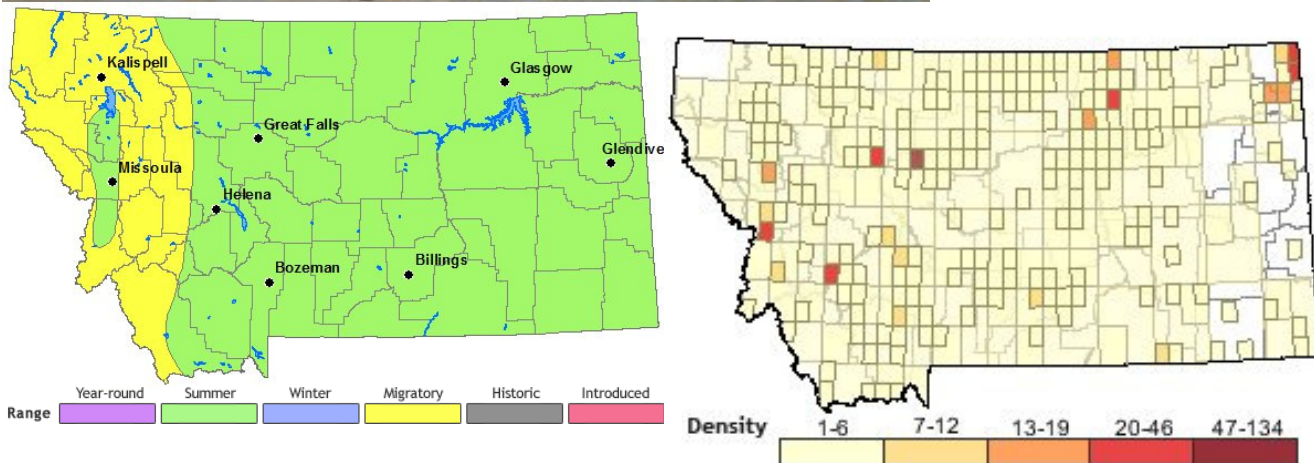 Kalispell
Glasgow
Great Falls
Glendive
Missoula
Helena
Billings
Bozeman
Year-round Summer Winter Migratory Historic Introduced
Range
Density 1-6 7-12 13-19 20-46 47-134